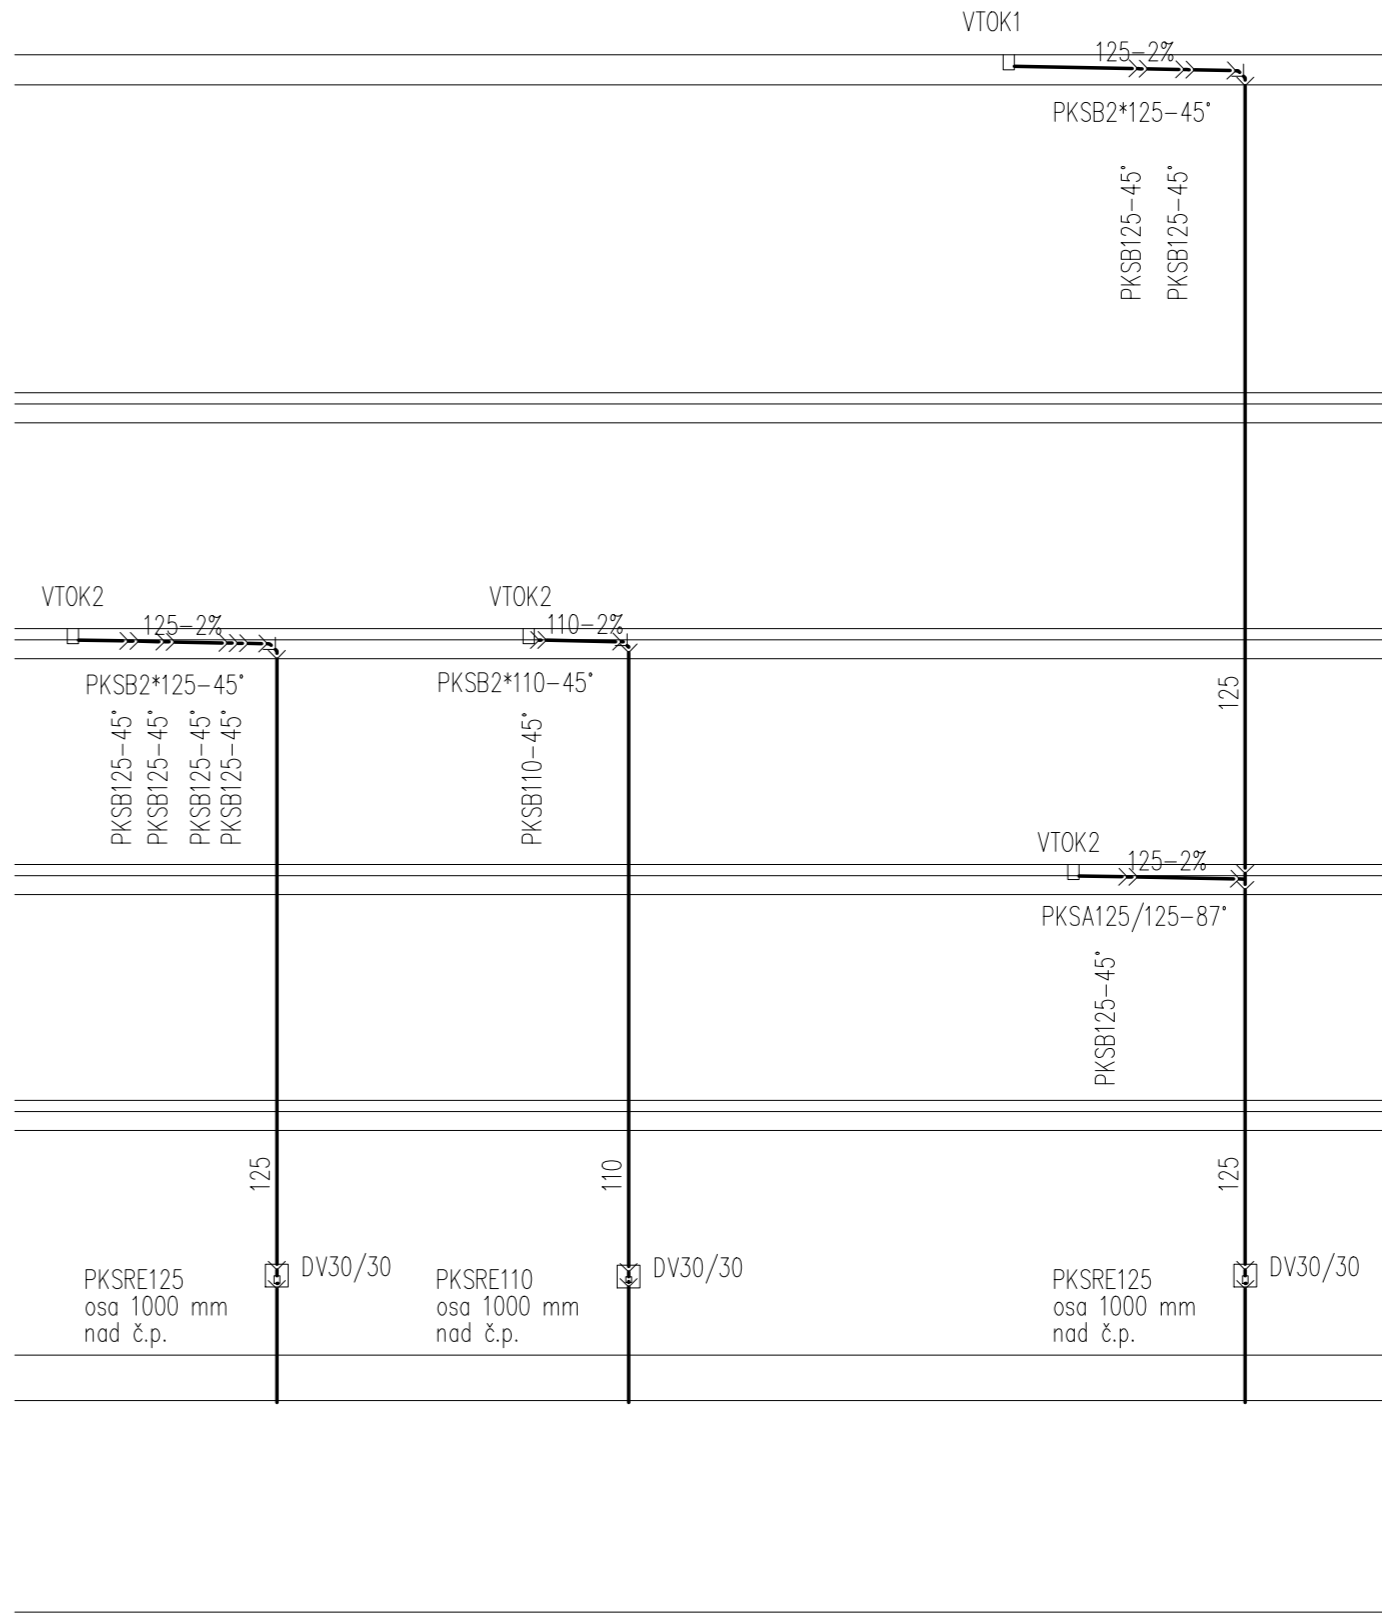 VTOK1
125-2%
PKSB2*125-45°
PKSB125-45°
PKSB125-45°
VTOK2
125-2%
PKSB2*125-45°
PKSB125-45°
PKSB125-45°
PKSB125-45°
PKSB125-45°
VTOK2
110-2%
PKSB2*110-45°
PKSB110-45°
125
VTOK2
125-2%
PKSA125/125-87°
PKSB125-45°
125
110
125
PKSRE125
osa 1000 mm
nad č.p.
DV30/30
PKSRE110
osa 1000 mm
nad č.p.
DV30/30
PKSRE125
osa 1000 mm
nad č.p.
DV30/30